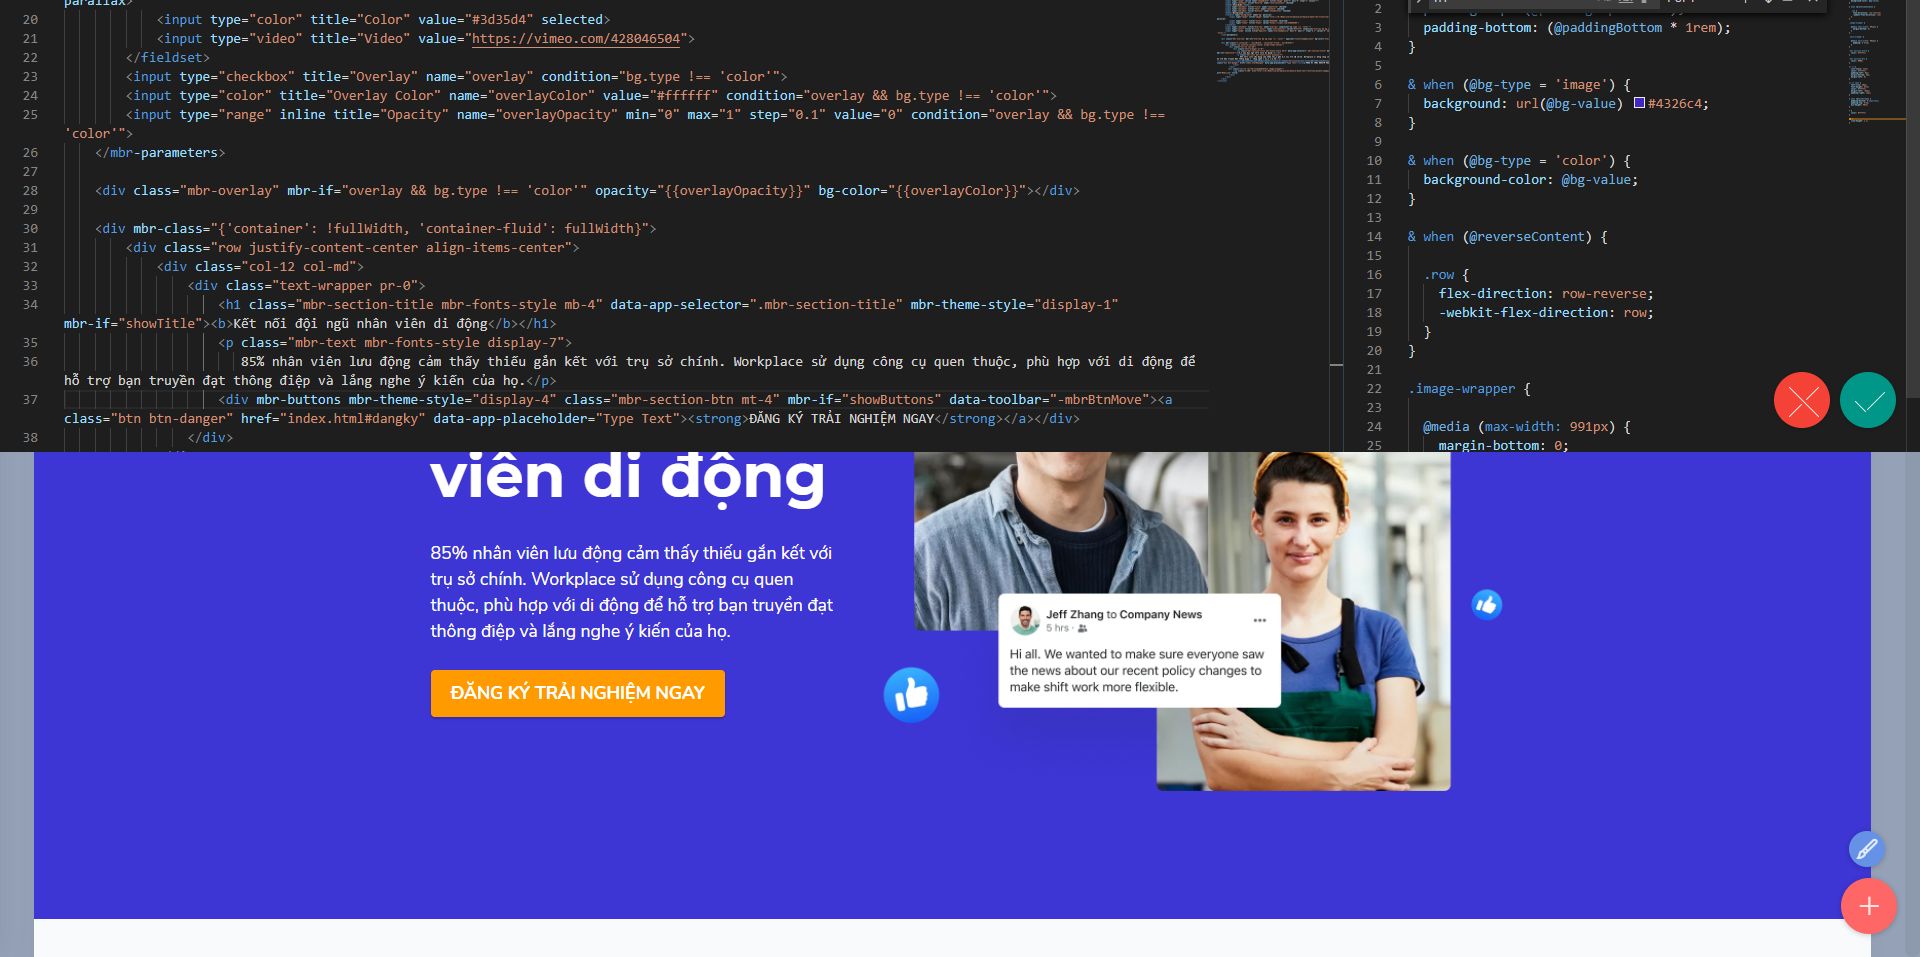 parallax>
20 <input type="color" title="Color" value="#3d35d4" selected>
21 <input type="video" title="Video" value="https://vimeo.com/428046504">
22 </fieldset>
23 <input type="checkbox" title="Overlay" name="overlay" condition="bg.type !== 'color'">
24 <input type="color" title="Overlay Color" name="overlayColor" value="#ffffff" condition="overlay && bg.type !== 'color'">
25 <input type="range" inline title="Opacity" name="overlayOpacity" min="0" max="1" step="0.1" value="0" condition="overlay && bg.type !==
'color'">
26 </mbr-parameters>
27
28 <div class="mbr-overlay" mbr-if="overlay && bg.type !== 'color'" opacity="{{overlayOpacity}}" bg-color="{{overlayColor}}"></div>
29
30 <div mbr-class="{'container': !fullWidth, 'container-fluid': fullWidth}">
31 <div class="row justify-content-center align-items-center">
32 <div class="col-12 col-md">
33 <div class="text-wrapper pr-0">
34 <h1 class="mbr-section-title mbr-fonts-style mb-4" data-app-selector=".mbr-section-title" mbr-theme-style="display-1"
mbr-if="showTitle"><b>Kết nối đội ngũ nhân viên di động</b></h1>
35 <p class="mbr-text mbr-fonts-style display-7">
36 85% nhân viên lưu động cảm thấy thiếu gắn kết với trụ sở chính. Workplace sử dụng công cụ quen thuộc, phù hợp với di động để
hỗ trợ bạn truyền đạt thông điệp và lắng nghe ý kiến của họ.</p>
37 <div mbr-buttons mbr-theme-style="display-4" class="mbr-section-btn mt-4" mbr-if="showButtons" data-toolbar="-mbrBtnMove"><a
class="btn btn-danger" href="index.html#dangky" data-app-placeholder="Type Text"><strong>ĐĂNG KÝ TRẢI NGHIỆM NGAY</strong></a></div>
38 </div>
2
3 padding-bottom: (@paddingBottom * 1rem);
4 }
5
6 & when (@bg-type = 'image') {
7 background: url(@bg-value) #4326c4;
8 }
9
10 & when (@bg-type = 'color') {
11 background-color: @bg-value;
12 }
13
14 & when (@reverseContent) {
15
16 .row {
17 flex-direction: row-reverse;
18 -webkit-flex-direction: row;
19 }
20 }
21
22 .image-wrapper {
23
24 @media (max-width: 991px) {
25 margin-bottom: 0;
viên di động
85% nhân viên lưu động cảm thấy thiếu gắn kết với
trụ sở chính. Workplace sử dụng công cụ quen
thuộc, phù hợp với di động để hỗ trợ bạn truyền đạt
thông điệp và lắng nghe ý kiến của họ.
ĐĂNG KÝ TRẢI NGHIỆM NGAY
Jeff Zhang to Company News
5 hrs ·
Hi all. We wanted to make sure everyone saw
the news about our recent policy changes to
make shift work more flexible.